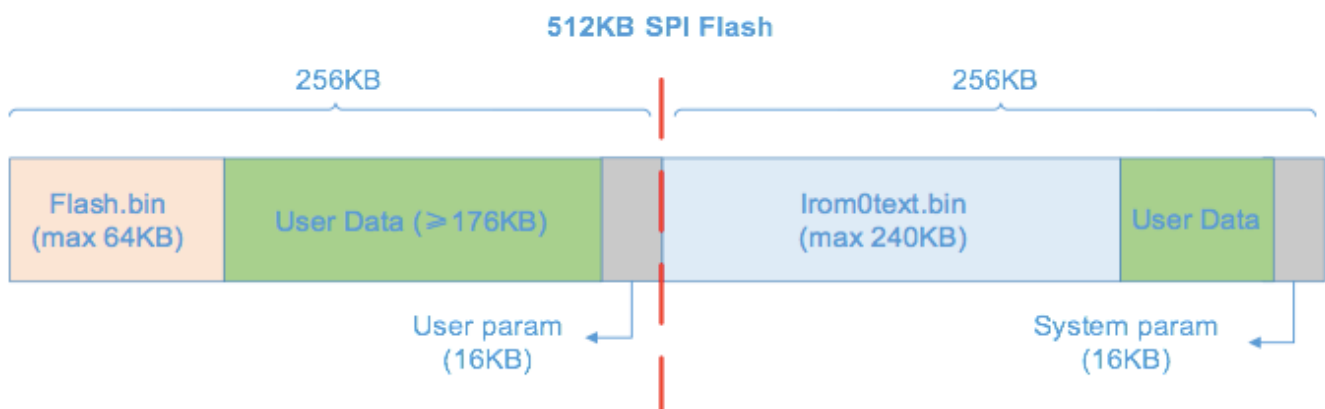 512KB SPI Flash
256KB
256KB
Flash.bin
(max 64KB)
User Data (≥176KB)
Irom0text.bin
(max 240KB)
User Data
User param
(16KB)
System param
(16KB)